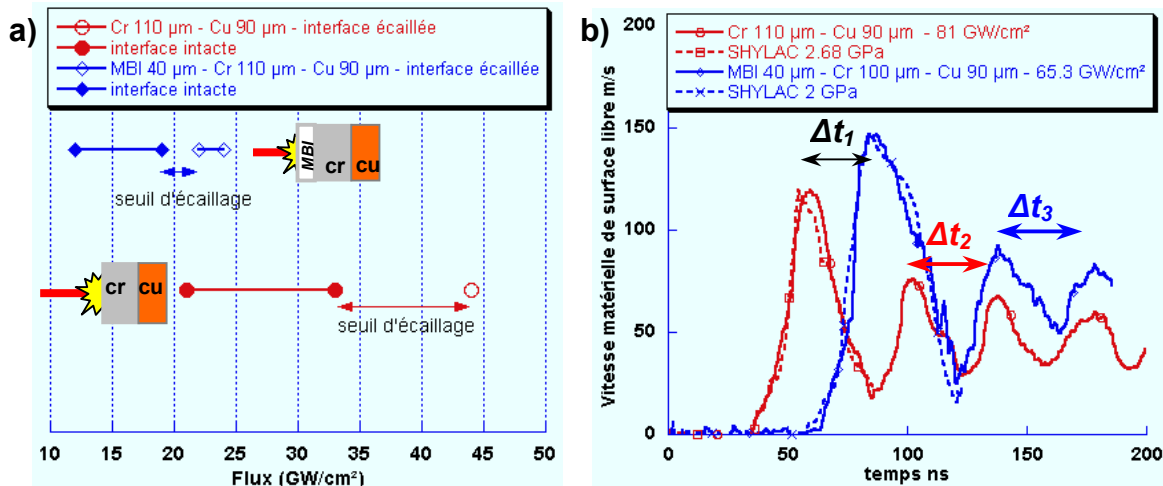 a)
Cr 110 µm - Cu 90 µm - interface écaillée
interface intacte
MBI 40 µm - Cr 110 µm - Cu 90 µm - interface écaillée
interface intacte
MBI
cr
cu
seuil d'écaillage
cr
cu
seuil d'écaillage
10 15 20 25 30 35 40 45 50
Flux (GW/cm²)
b)
Vitesse matérielle de surface libre m/s
200
150
100
50
0
Cr 110 µm - Cu 90 µm - 81 GW/cm²
SHYLAC 2.68 GPa
MBI 40 µm - Cr 100 µm - Cu 90 µm - 65.3 GW/cm²
SHYLAC 2 GPa
Δt1
Δt2
Δt3
0 50 100 150 200
temps ns